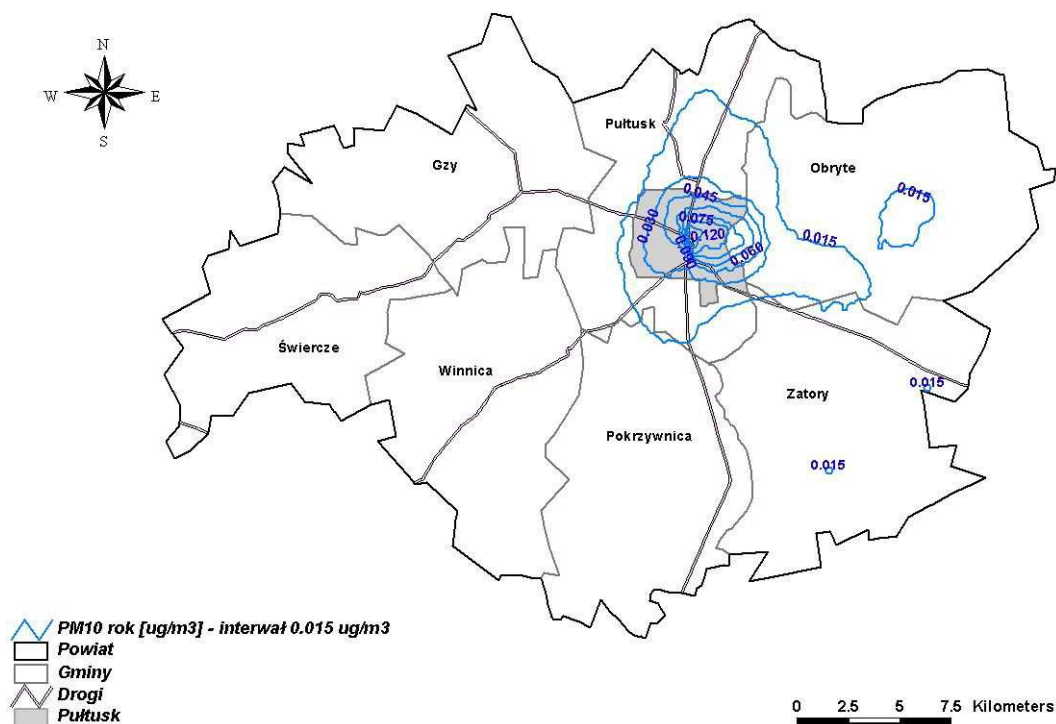 N
W E
S
Pułtusk
Gzy
Obryte
0.045
0.015
0.075
0.030
0.120
0.015
0.090
0.060
Świercze
Winnica
Zatory
0.015
Pokrzywnica
0.015
PM10 rok [ug/m3] - interwał 0.015 ug/m3
Powiat
Gminy
Drogi
Pułtusk
0 2.5 5 7.5 Kilometers